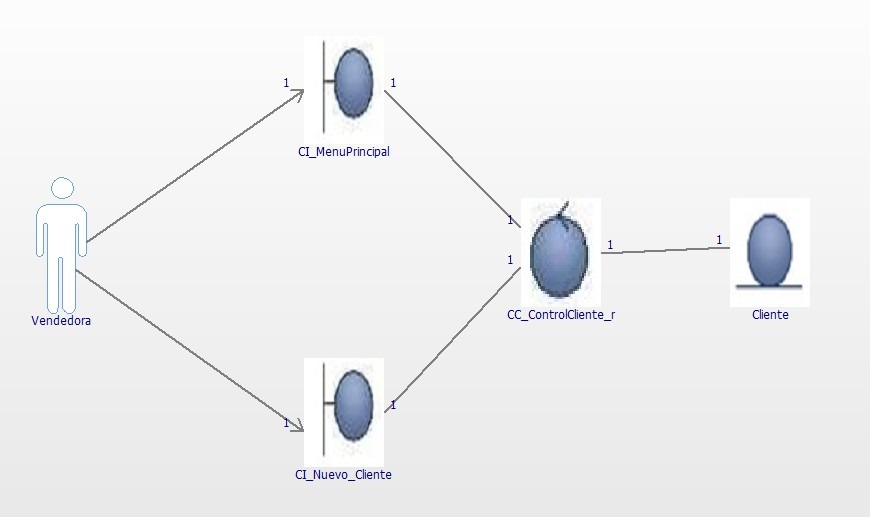 1
1
CI_MenuPrincipal
1
1
1
1
Vendedora
CC_ControlCliente_r
Cliente
1
1
CI_Nuevo_Cliente